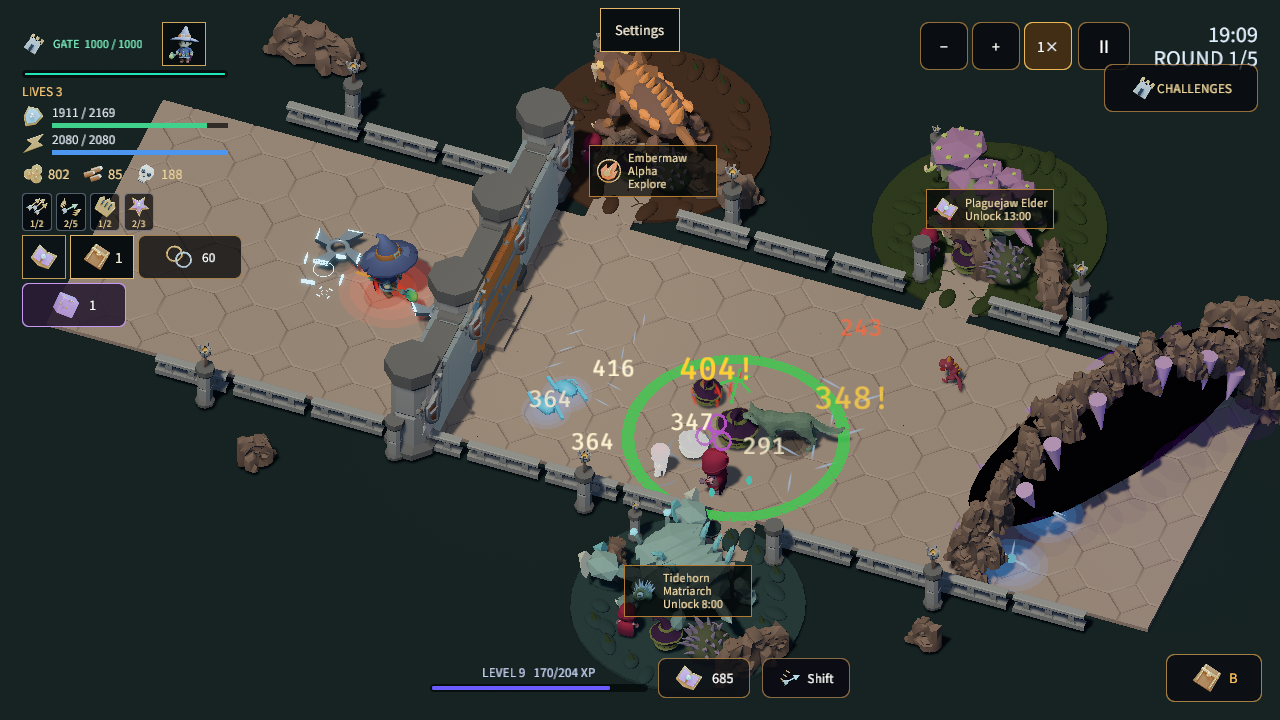 GATE 1000 / 1000
Settings
−
+
1×
II
19:09
ROUND 1/5
CHALLENGES
LIVES 3
1911 / 2169
2080 / 2080
802
85
188
1/2
2/5
1/2
2/3
1
60
1
Embermaw
Alpha
Explore
Plaguejaw Elder
Unlock 13:00
243
416
404!
364
348!
347
364
291
Tidehorn
Matriarch
Unlock 8:00
LEVEL 9 170/204 XP
685
Shift
B